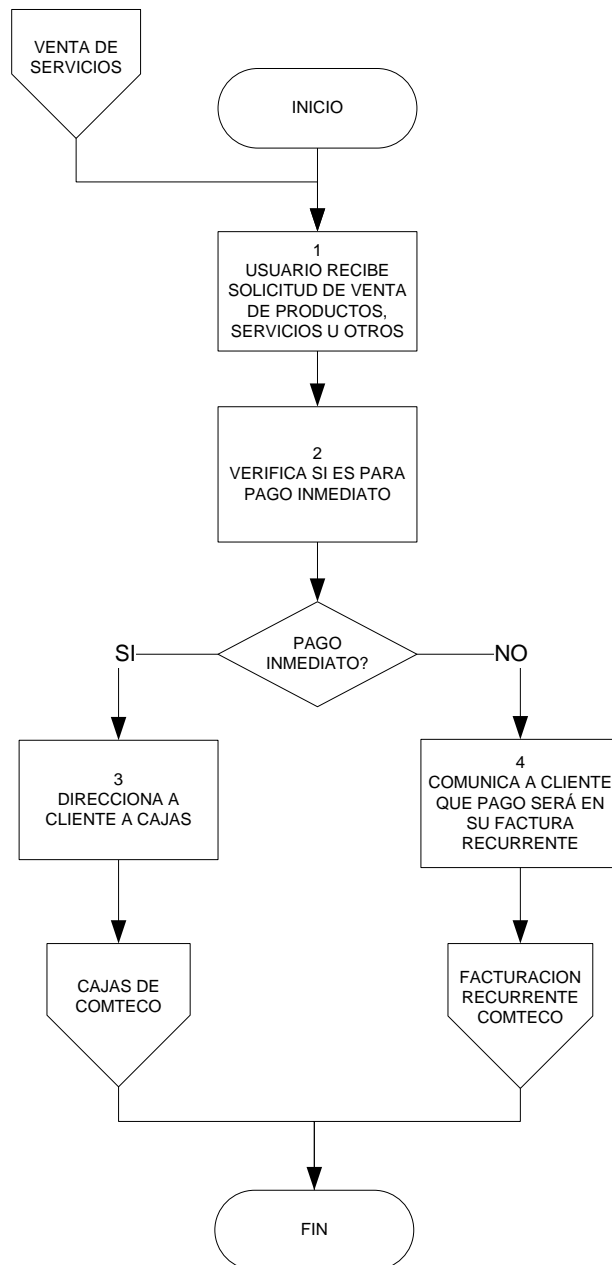 VENTA DE
SERVICIOS
INICIO
1
USUARIO RECIBE
SOLICITUD DE VENTA
DE PRODUCTOS,
SERVICIOS U OTROS
2
VERIFICA SI ES PARA
PAGO INMEDIATO
PAGO
INMEDIATO?
SI
NO
3
DIRECCIONA A
CLIENTE A CAJAS
4
COMUNICA A CLIENTE
QUE PAGO SERÁ EN
SU FACTURA
RECURRENTE
CAJAS DE
COMTECO
FACTURACION
RECURRENTE
COMTECO
FIN